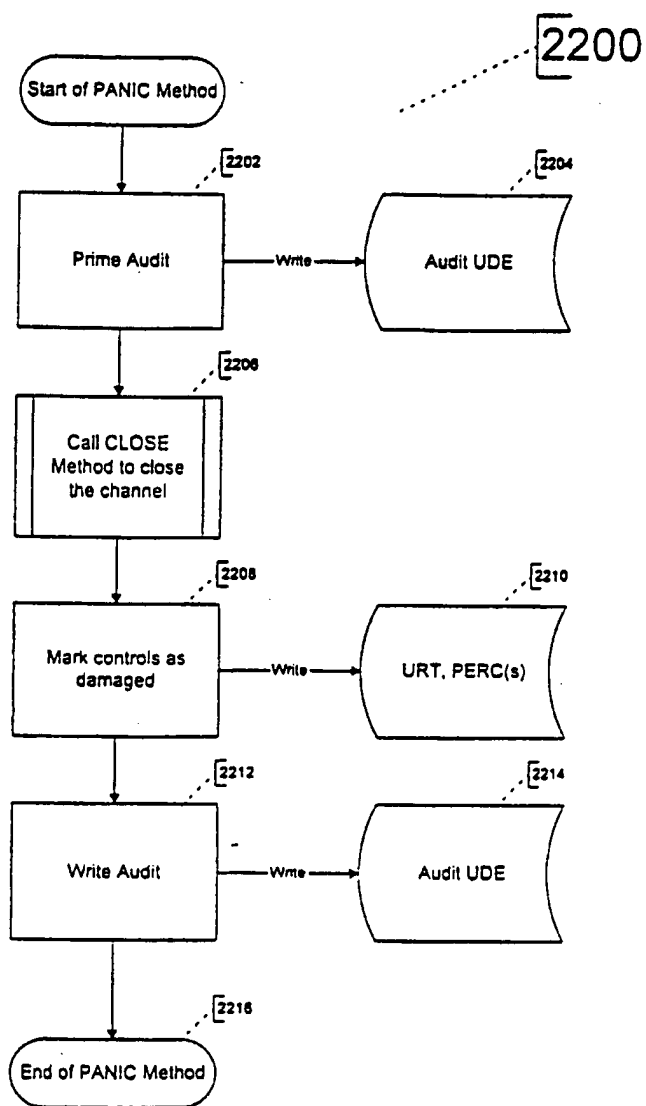 2200
Start of PANIC Method
2202
2204
Prime Audit
Write
Audit UDE
2206
Call CLOSE
Method to close
the channel
2208
2210
Mark controls as
damaged
Write
URT, PERC(s)
2212
2214
Write Audit
Write
Audit UDE
2216
End of PANIC Method